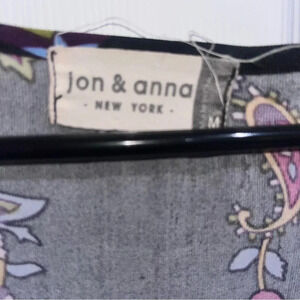 jon & anna
- NEW YORK -
M